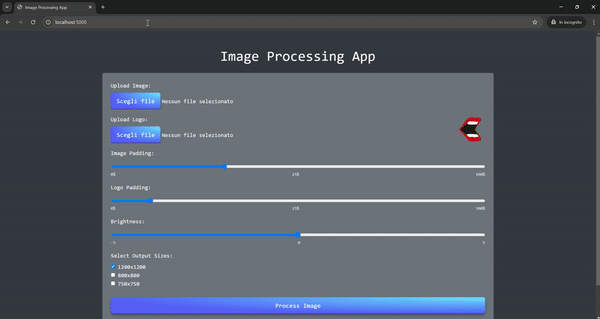 Image Processing App
localhost:5000
In incognito
Image Processing App
Upload Image:
Scegli file Nessun file selezionato
Upload Logo:
Scegli file Nessun file selezionato
Image Padding:
0% 25% 100%
Logo Padding:
0% 25% 100%
Brightness:
0
Select Output Sizes:
1200x1200
800x800
750x750
Process Image